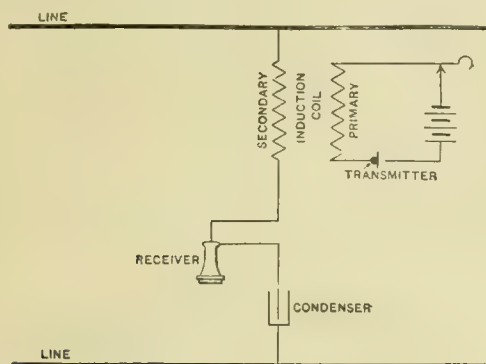 LINE
SECONDARY
INDUCTION
COIL
PRIMARY
TRANSMITTER
RECEIVER
CONDENSER
LINE